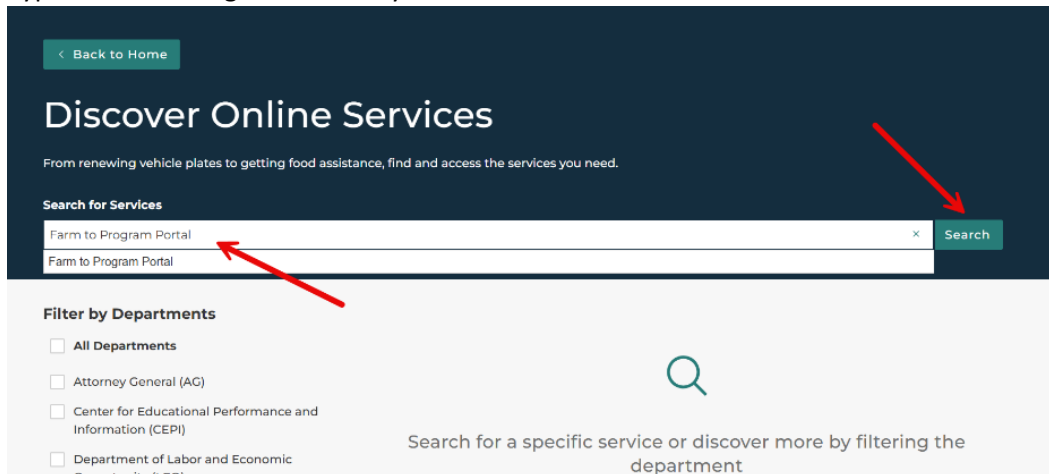 < Back to Home
Discover Online Services
From renewing vehicle plates to getting food assistance, find and access the services you need.
Search for Services
Farm to Program Portal × Search
Farm to Program Portal
Filter by Departments
All Departments
Attorney General (AG)
Center for Educational Performance and
Information (CEPI)
Department of Labor and Economic
Search for a specific service or discover more by filtering the
department